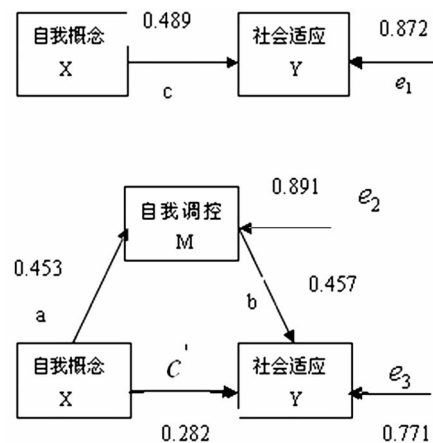 0.489
0.872
自我概念
X
社会适应
Y
c
e₁
0.891
e₂
自我调控
M
0.453
a
b
0.457
自我概念
X
C'
社会适应
Y
e₃
0.282
0.771